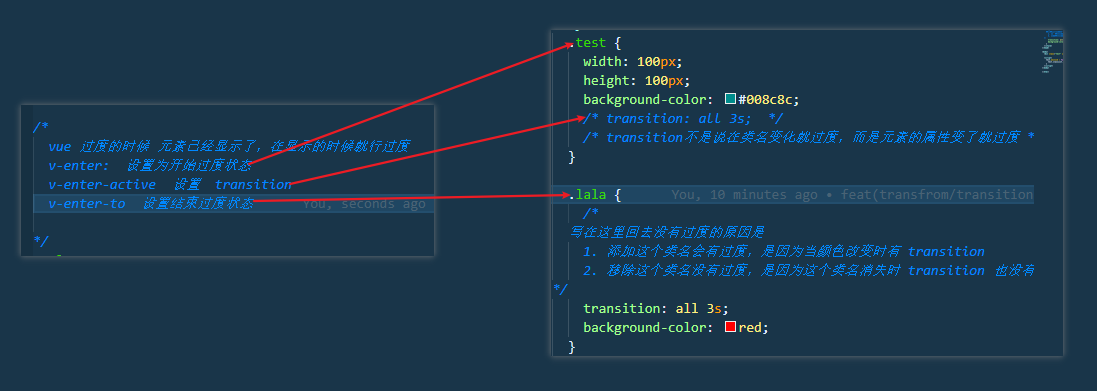 /*
vue 过度的时候 元素已经显示了，在显示的时候就行过度
v-enter: 设置为开始过度状态
v-enter-active 设置 transition
v-enter-to 设置结束过度状态 You, seconds ago
*/
.test {
width: 100px;
height: 100px;
background-color: #008c8c;
/* transition: all 3s; */
/* transition不是说在类名变化就过度，而是元素的属性变了就过度 *
}
.lala { You, 10 minutes ago • feat(transfrom/transition
/*
写在这里回去没有过度的原因是
1. 添加这个类名会有过度，是因为当颜色改变时有 transition
2. 移除这个类名没有过度，是因为这个类名消失时 transition 也没有
*/
transition: all 3s;
background-color: red;
}